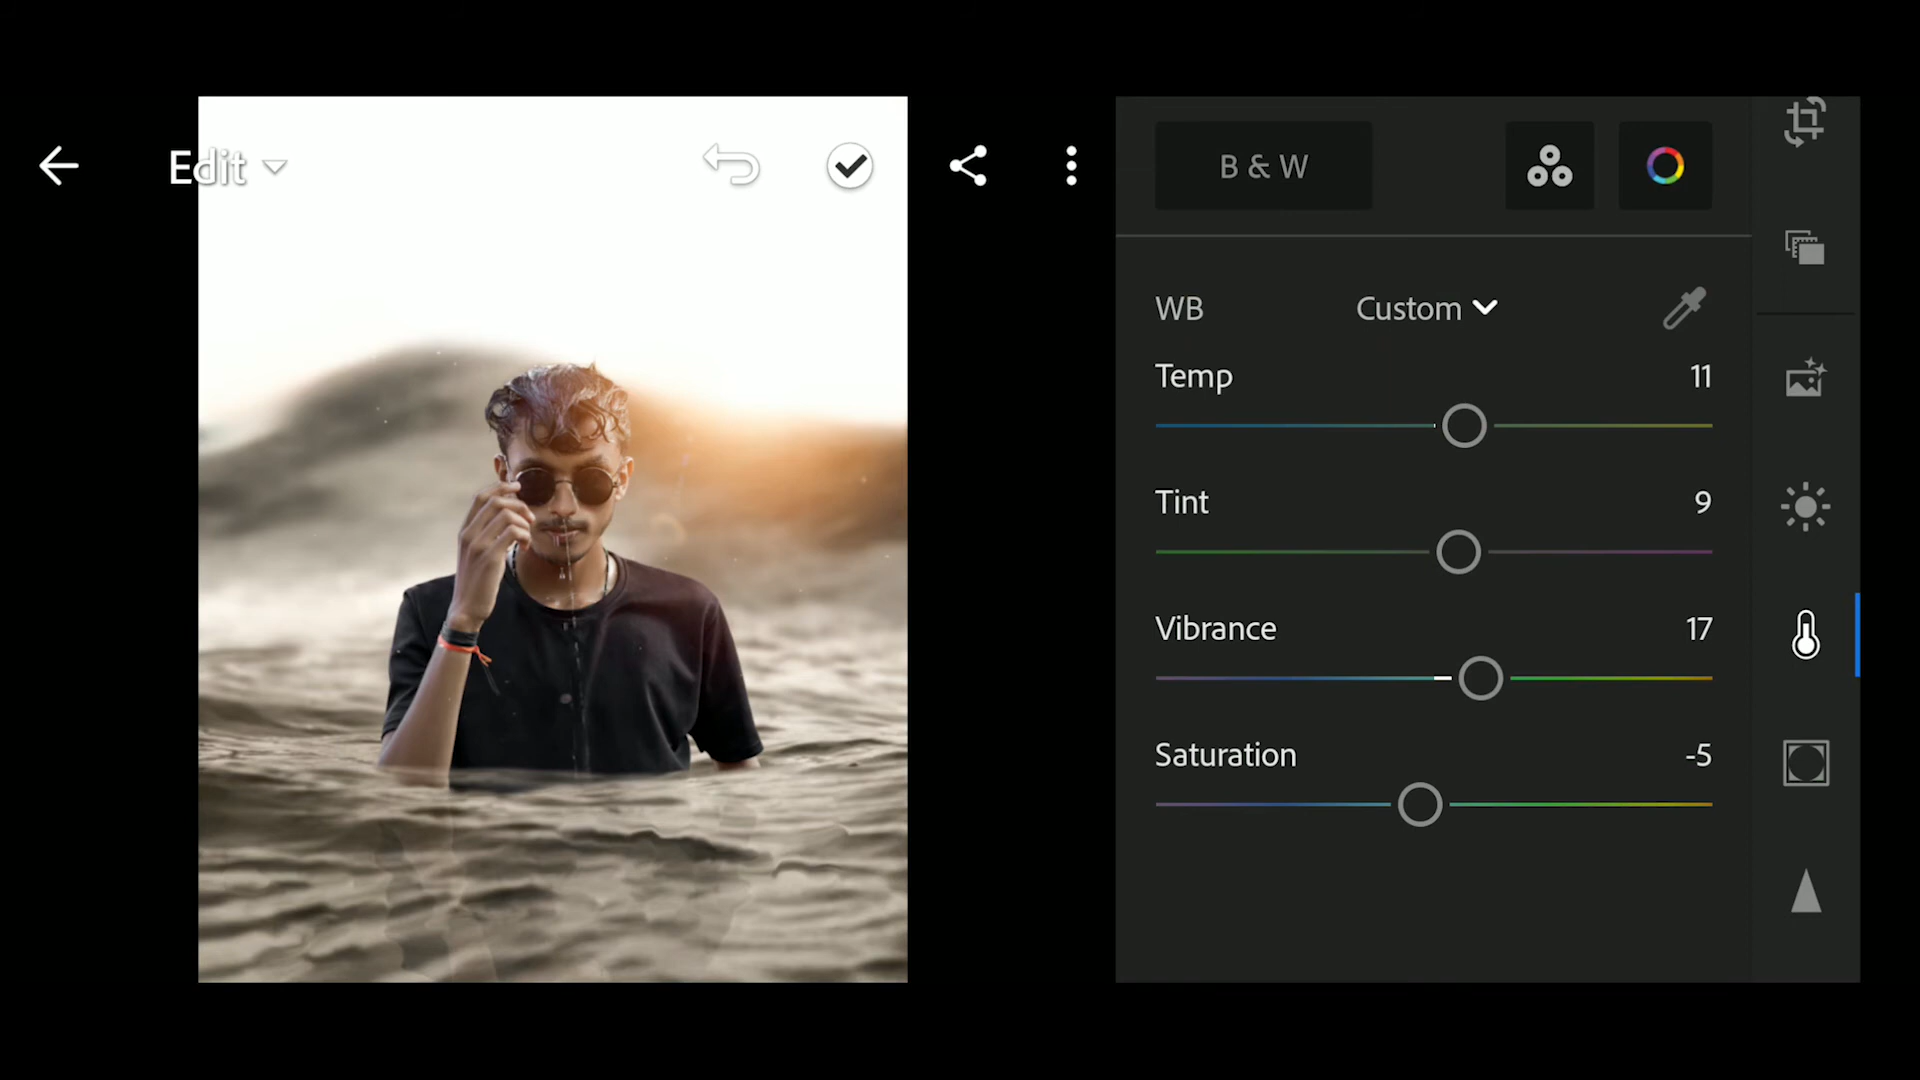 Edit
B & W
WB Custom
Temp 11
Tint 9
Vibrance 17
Saturation -5